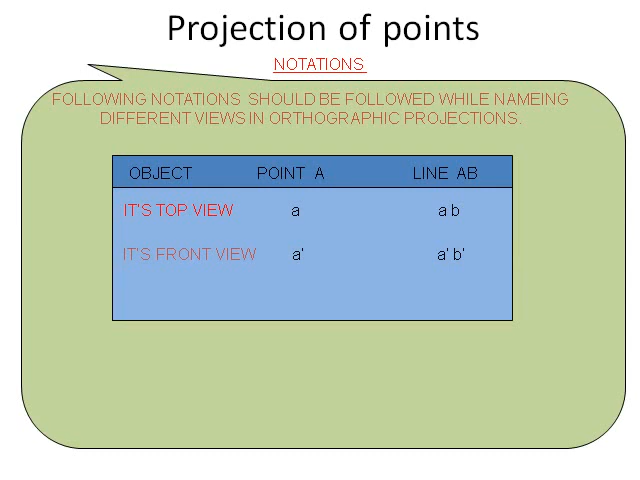 Projection of points
NOTATIONS
FOLLOWING NOTATIONS SHOULD BE FOLLOWED WHILE NAMEING
DIFFERENT VIEWS IN ORTHOGRAPHIC PROJECTIONS.
OBJECT POINT A LINE AB
IT'S TOP VIEW a a b
IT'S FRONT VIEW a' a' b'